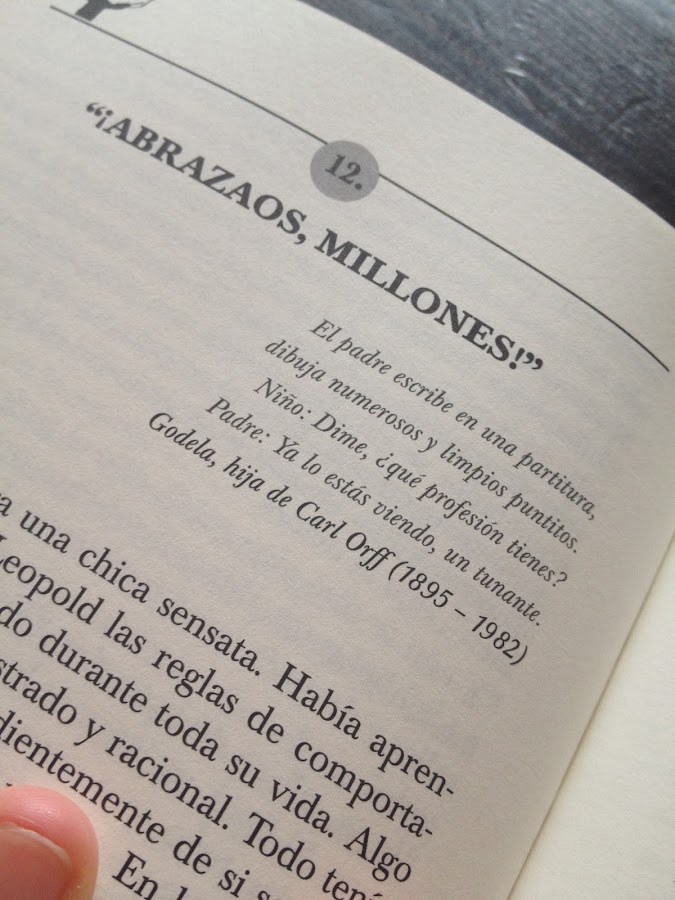 12.
“¡ABRAZAOS, MILLONES!”
El padre escribe en una partitura,
dibuja numerosos y limpios puntitos.
Niño: Dime, ¿qué profesión tienes?
Padre: Ya lo estás viendo, un tunante.
Godela, hija de Carl Orff (1895 – 1982)
una chica sensata. Había apren-
Leopold las reglas de comporta-
do durante toda su vida. Algo
strado y racional. Todo tení
dientemente de si s
En l